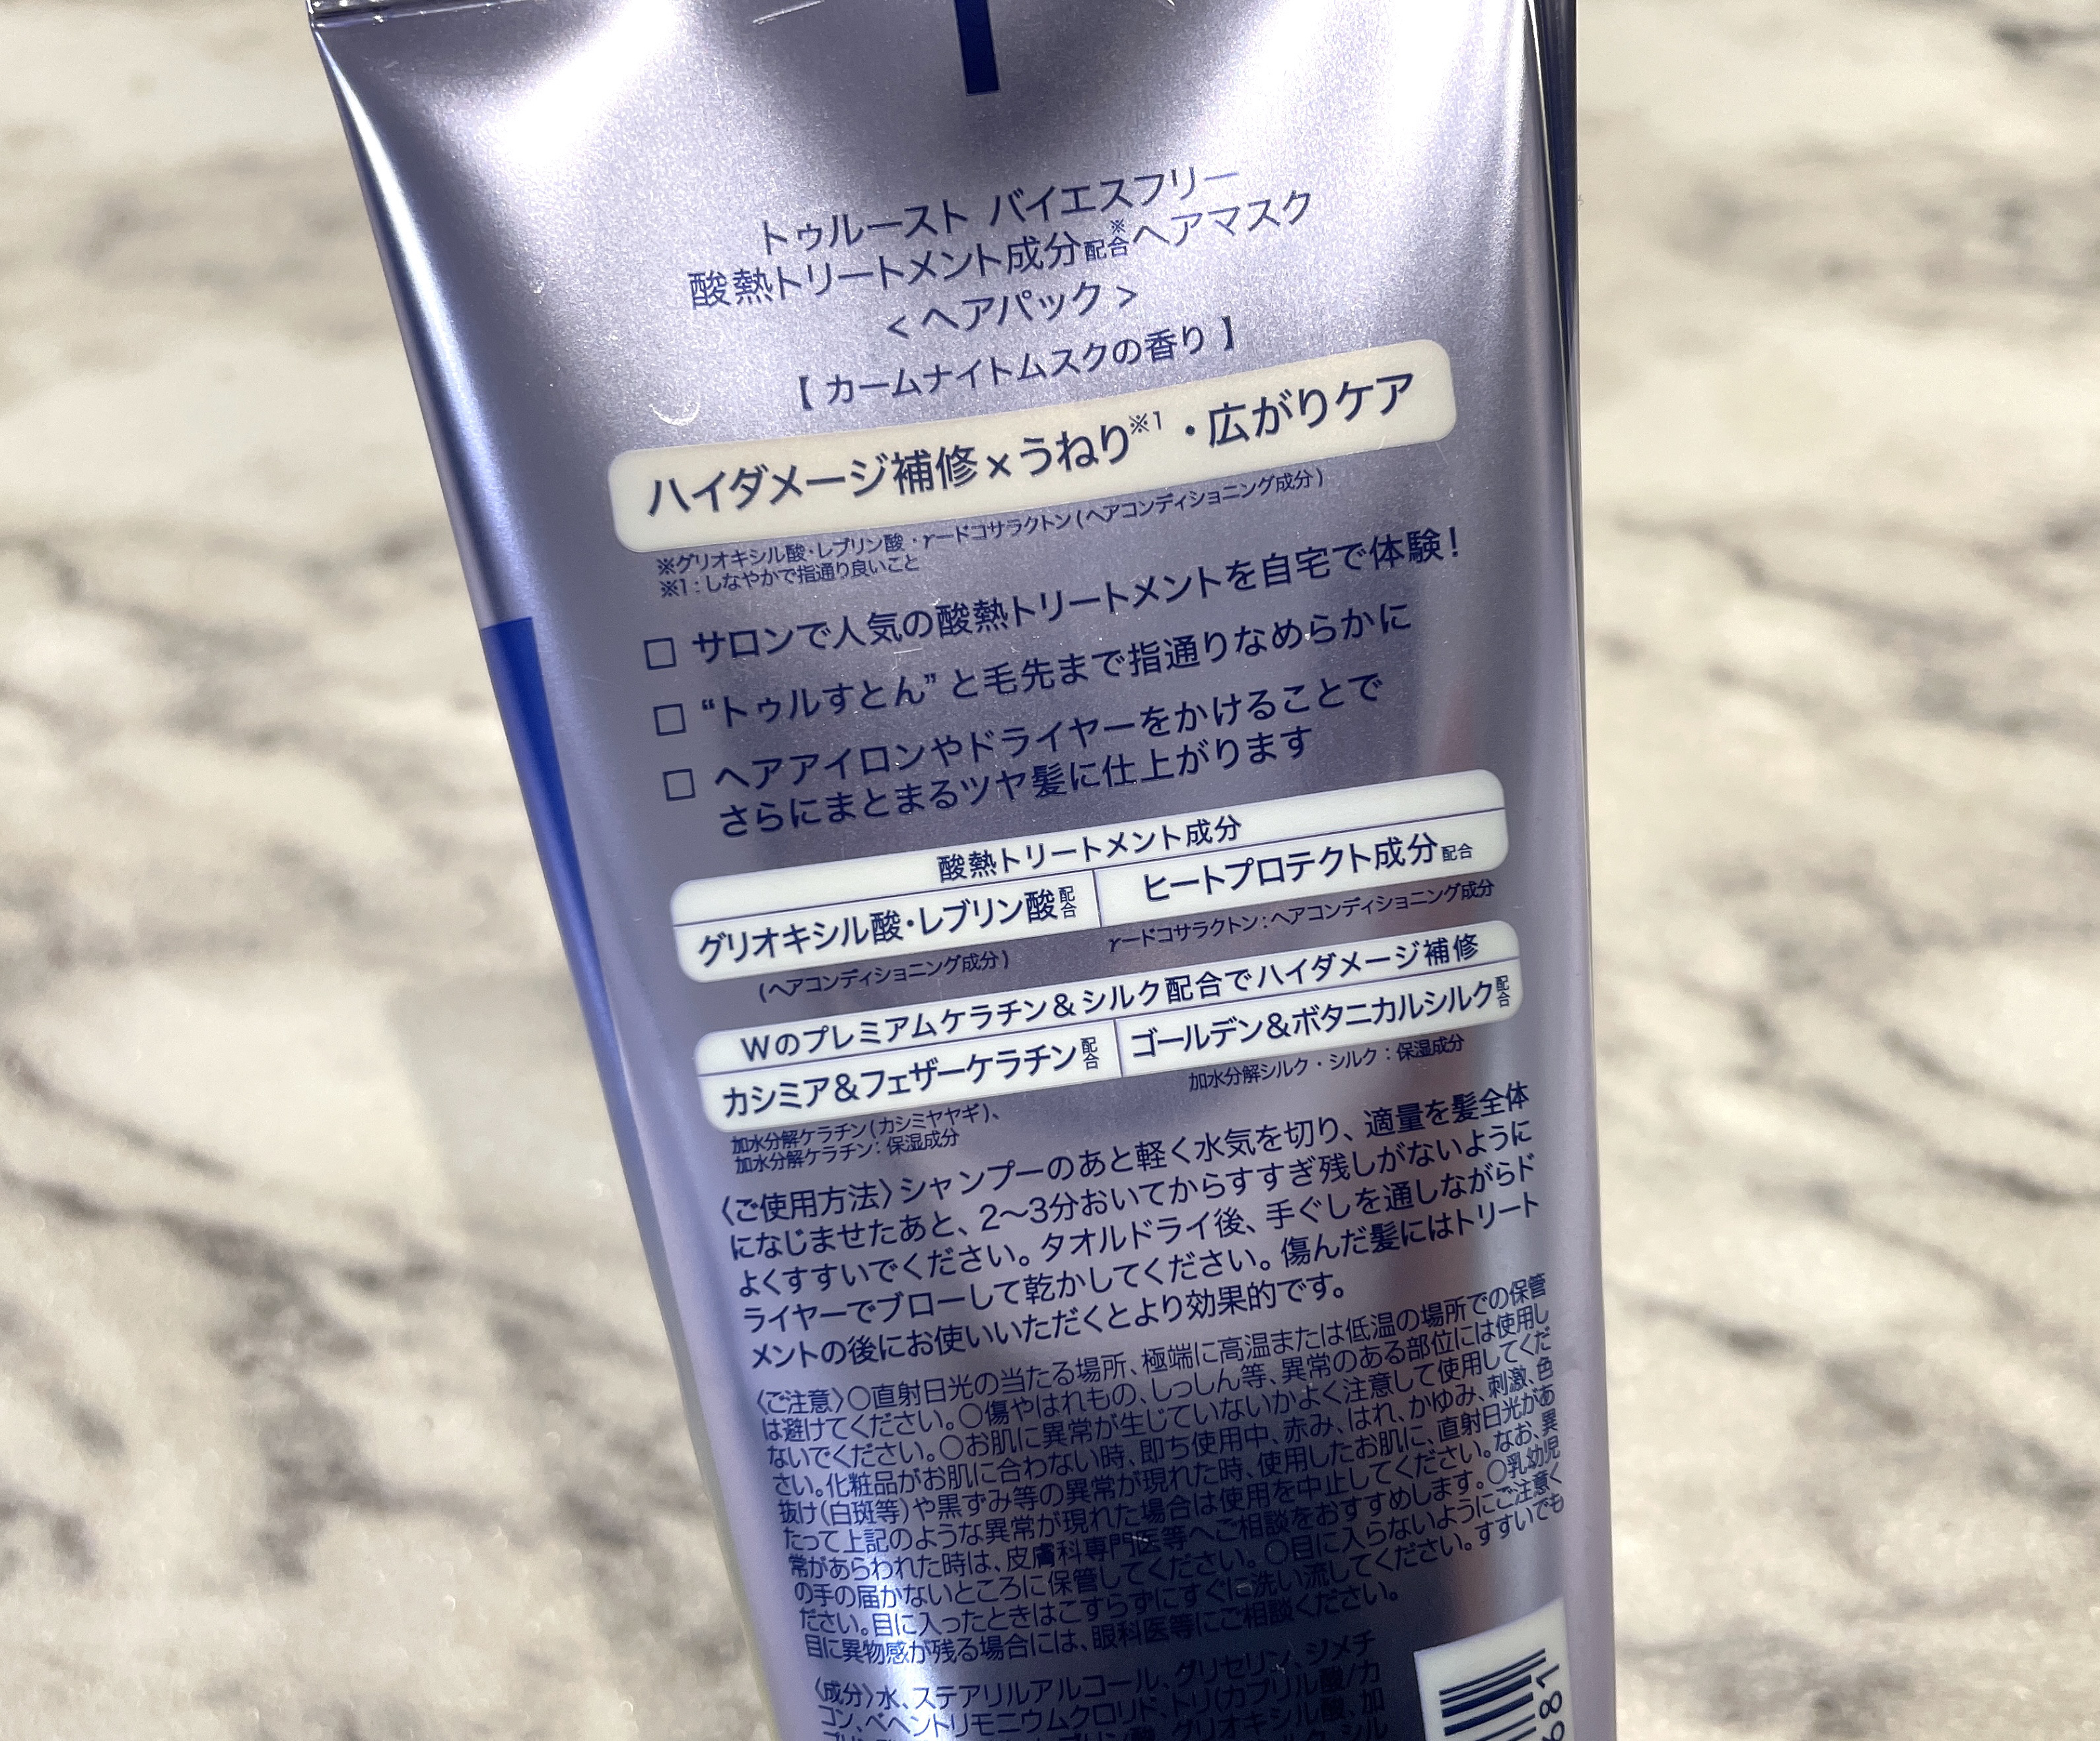 トゥルースト バイエスフリー
酸熱トリートメント成分配合※ヘアマスク
<ヘアパック>
【カームナイトムスクの香り】
ハイダメージ補修×うねり※1・広がりケア
※グリオキシル酸・レブリン酸・γードコサラクトン(ヘアコンディショニング成分)
※1：しなやかで指通り良いこと
□ サロンで人気の酸熱トリートメントを自宅で体験！
□ “トゥルすとん”と毛先まで指通りなめらかに
□ ヘアアイロンやドライヤーをかけることで
さらにまとまるツヤ髪に仕上がります
酸熱トリートメント成分
グリオキシル酸・レブリン酸配合
ヒートプロテクト成分配合
(ヘアコンディショニング成分)
γードコサラクトン：ヘアコンディショニング成分
Wのプレミアムケラチン&シルク配合でハイダメージ補修
カシミア&フェザーケラチン配合
ゴールデン&ボタニカルシルク配合
加水分解ケラチン(カシミヤヤギ)、
加水分解ケラチン：保湿成分
加水分解シルク・シルク：保湿成分
〈ご使用方法〉シャンプーのあと軽く水気を切り、適量を髪全体
になじませたあと、2〜3分おいてからすすぎ残しがないように
よくすすいでください。タオルドライ後、手ぐしを通しながらド
ライヤーでブローして乾かしてください。傷んだ髪にはトリート
メントの後にお使いいただくとより効果的です。
〈ご注意〉○直射日光の当たる場所、極端に高温または低温の場所での保管
は避けてください。○傷やはれもの、しっしん等、異常のある部位には使用し
ないでください。○お肌に異常が生じていないかよく注意して使用してくだ
さい。化粧品がお肌に合わない時、即ち使用中、赤み、はれ、かゆみ、刺激、色
抜け(白斑等)や黒ずみ等の異常が現れた時、使用したお肌に、直射日光があ
たって上記のような異常が現れた場合は使用を中止してください。なお、異
常があらわれた時は、皮膚科専門医等へご相談をおすすめします。○乳幼児
の手の届かないところに保管してください。○目に入らないようにご注意く
ださい。目に入ったときはこすらずにすぐに洗い流してください。すすいでも
目に異物感が残る場合には、眼科医等にご相談ください。
〈成分〉水、ステアリルアルコール、グリセリン、ジメチ
コン、ベヘントリモニウムクロリド、トリ(カプリル酸/カ
レブリン酸、グリオキシル酸、加
681